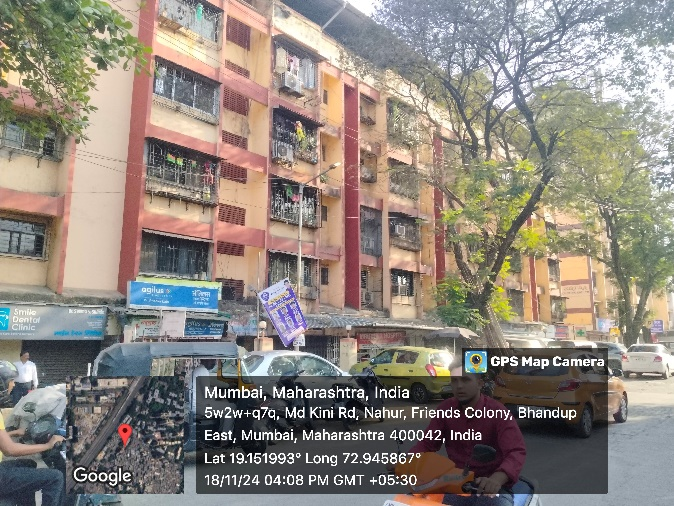 agilus
Smile
Dental
Clinic
GPS Map Camera
Mumbai, Maharashtra, India
5w2w+q7q, Md Kini Rd, Nahur, Friends Colony, Bhandup
East, Mumbai, Maharashtra 400042, India
Lat 19.151993° Long 72.945867°
18/11/24 04:08 PM GMT +05:30
Google